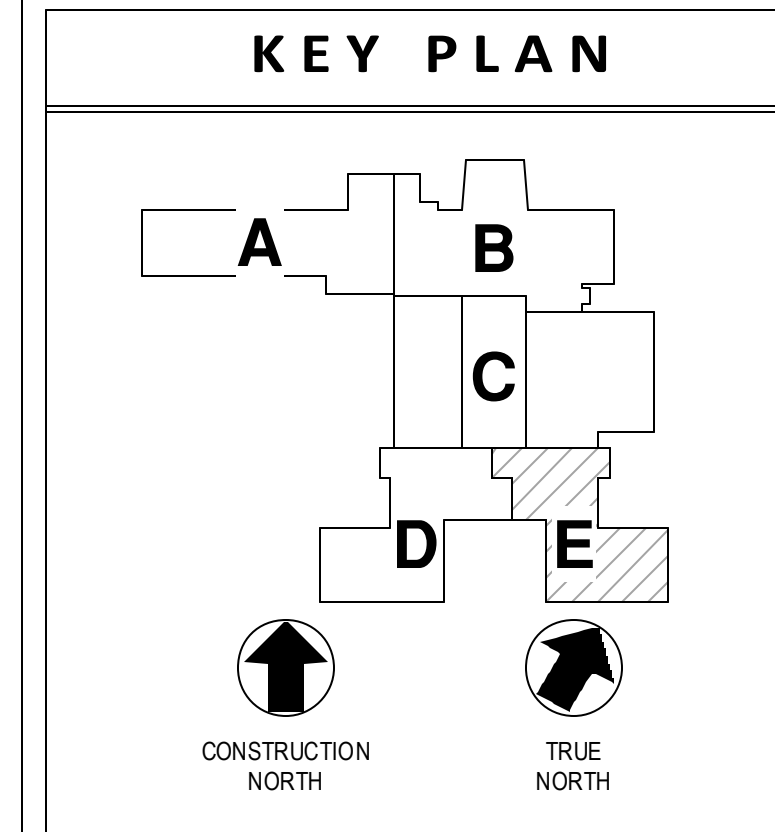 KEY PLAN
A
B
C
D
E
CONSTRUCTION
NORTH
TRUE
NORTH